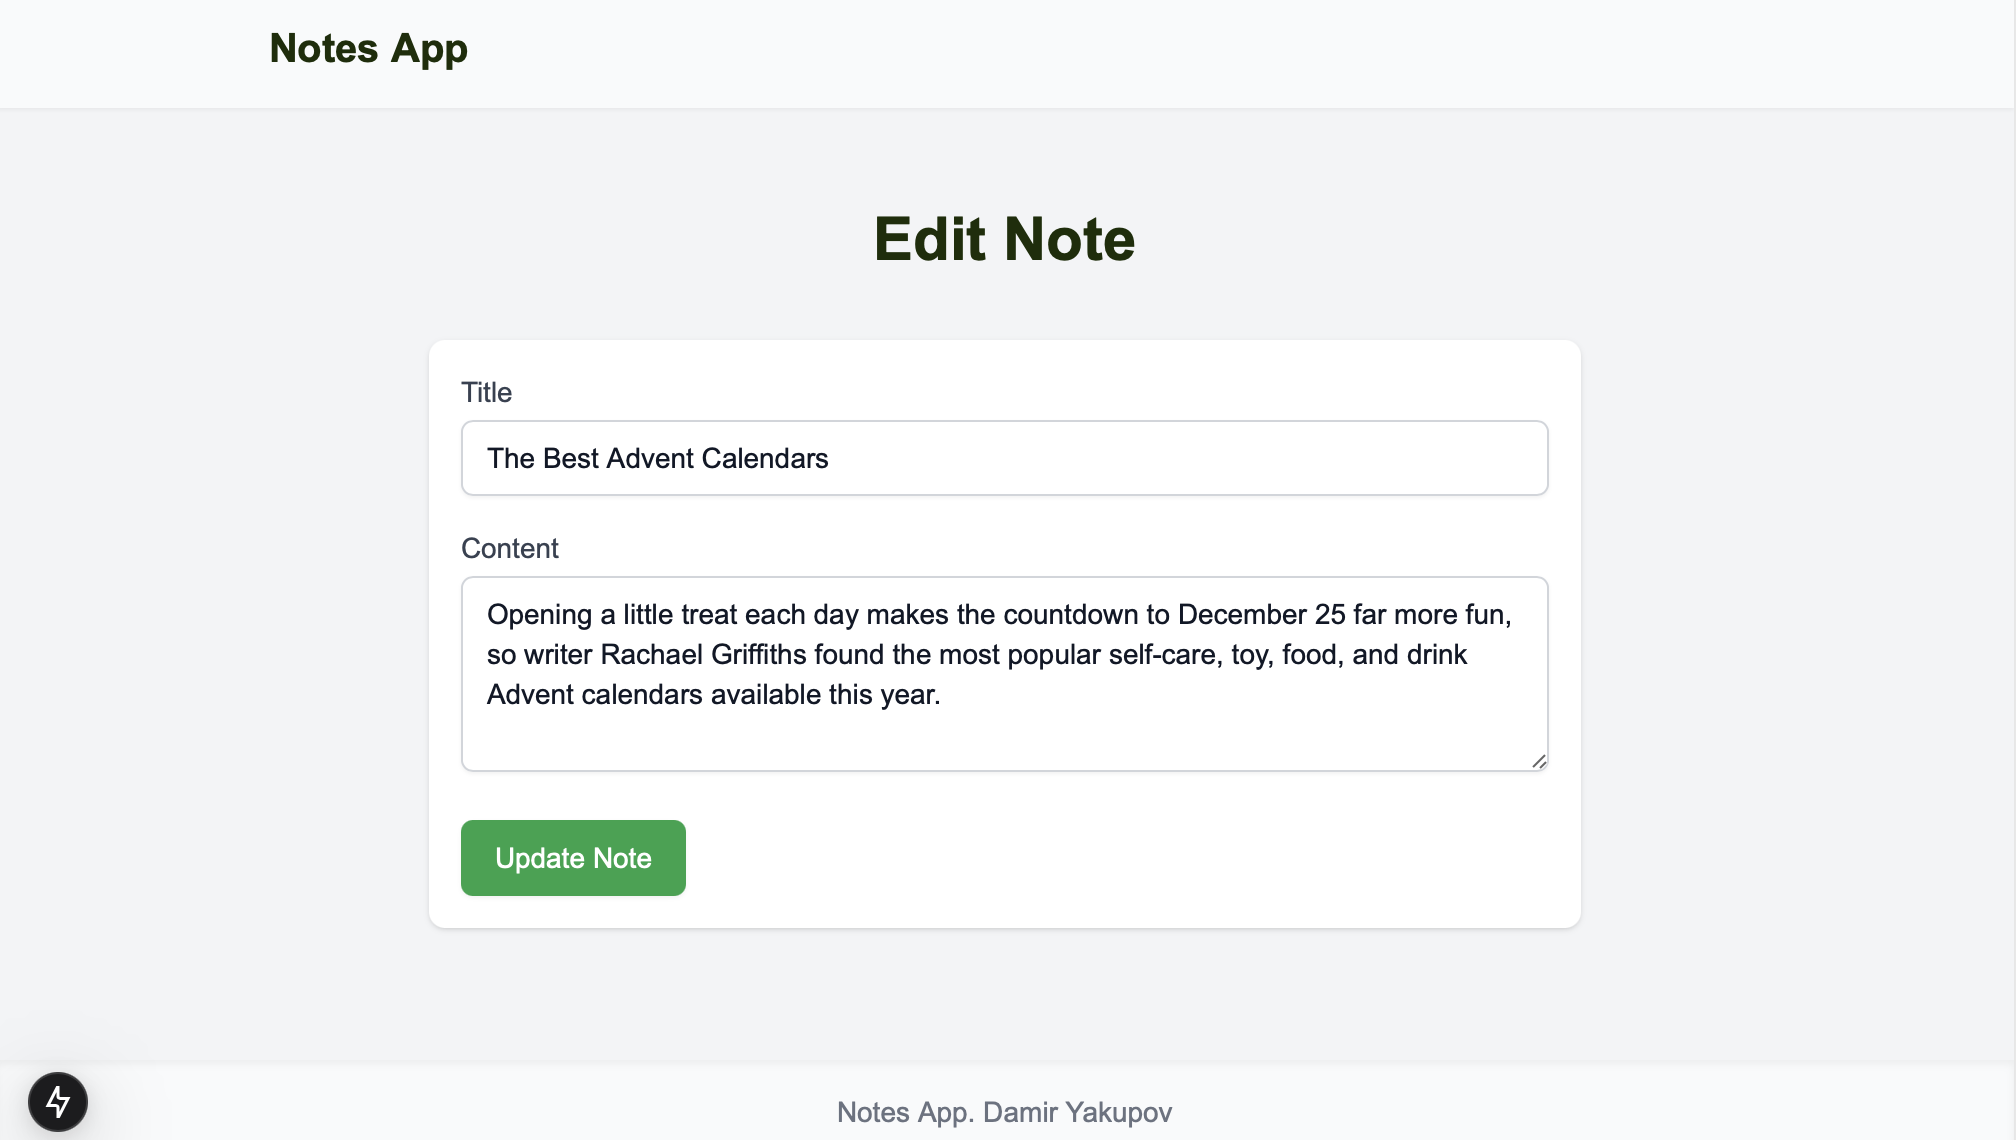 Notes App
Edit Note
Title
The Best Advent Calendars
Content
Opening a little treat each day makes the countdown to December 25 far more fun,
so writer Rachael Griffiths found the most popular self-care, toy, food, and drink
Advent calendars available this year.
Update Note
Notes App. Damir Yakupov